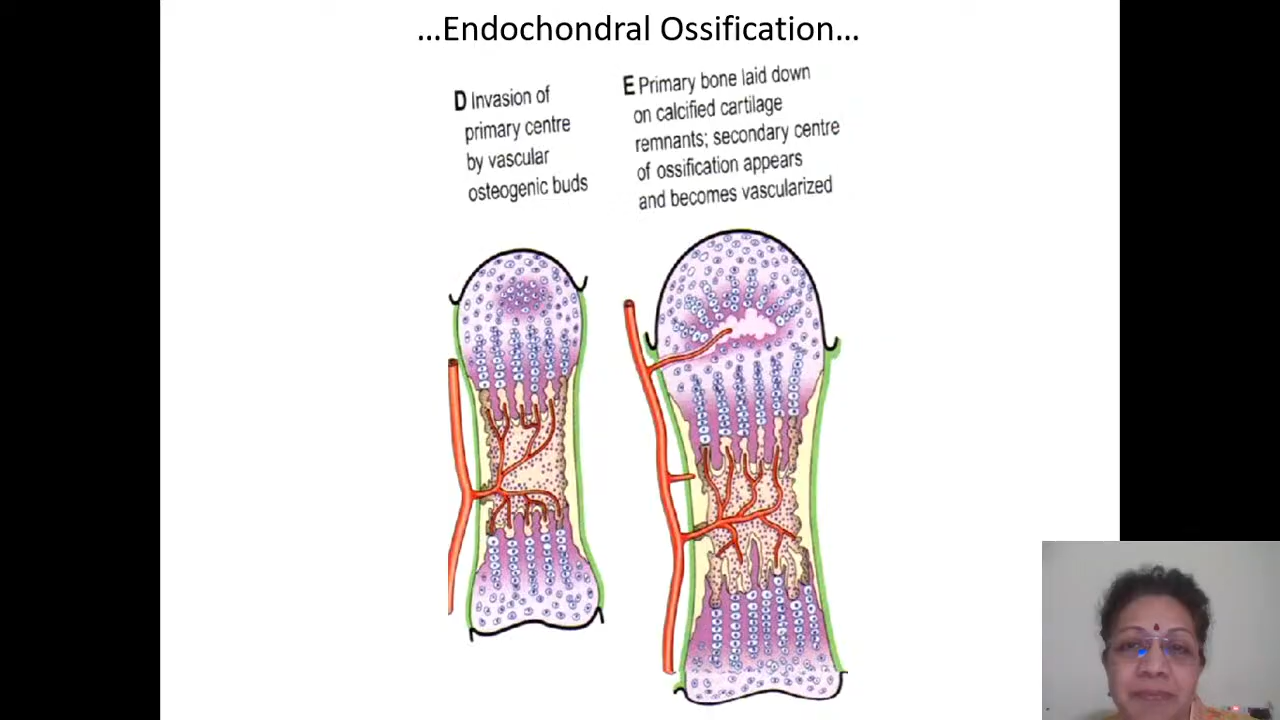 ...Endochondral Ossification...
D Invasion of
primary centre
by vascular
osteogenic buds
E Primary bone laid down
on calcified cartilage
remnants; secondary centre
of ossification appears
and becomes vascularized